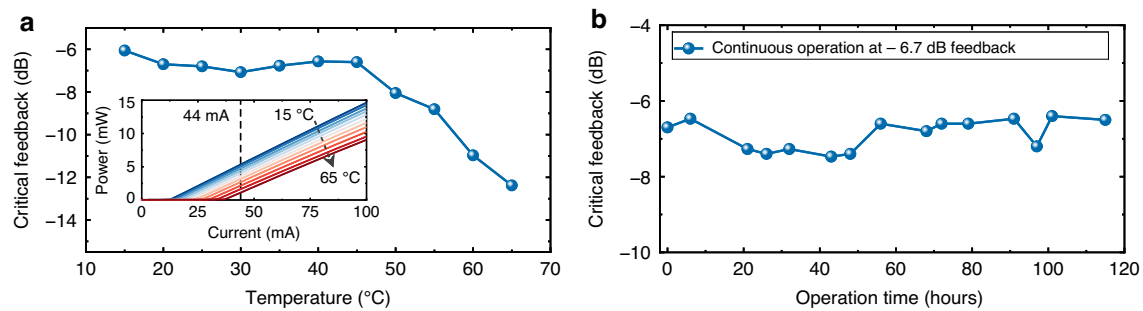 a
Critical feedback (dB)
−6
−8
−10
−12
−14
10
20
30
40
50
60
70
Temperature (°C)
Power (mW)
15
10
5
0
44 mA
15 °C
65 °C
0
25
50
75
100
Current (mA)
b
Critical feedback (dB)
−4
−6
−8
−10
Continuous operation at – 6.7 dB feedback
0
20
40
60
80
100
120
Operation time (hours)